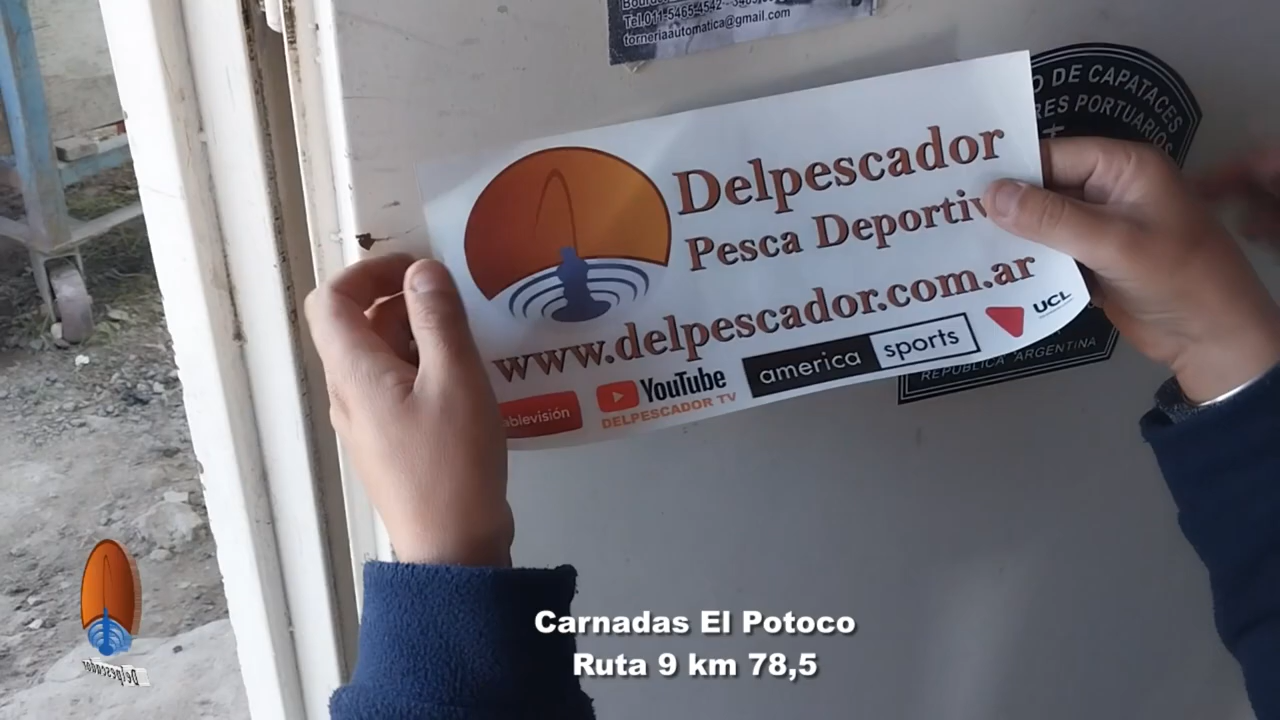 Tel.011-5465-4542
torneriaautomatica@gmail.com
DE CAPATACES
PORTUARIOS
Delpescador
Pesca Deportiv
www.delpescador.com.ar
ablevisión
YouTube
DELPESCADOR TV
america sports
UCL
REPUBLICA ARGENTINA
Delpescador
Carnadas El Potoco
Ruta 9 km 78,5